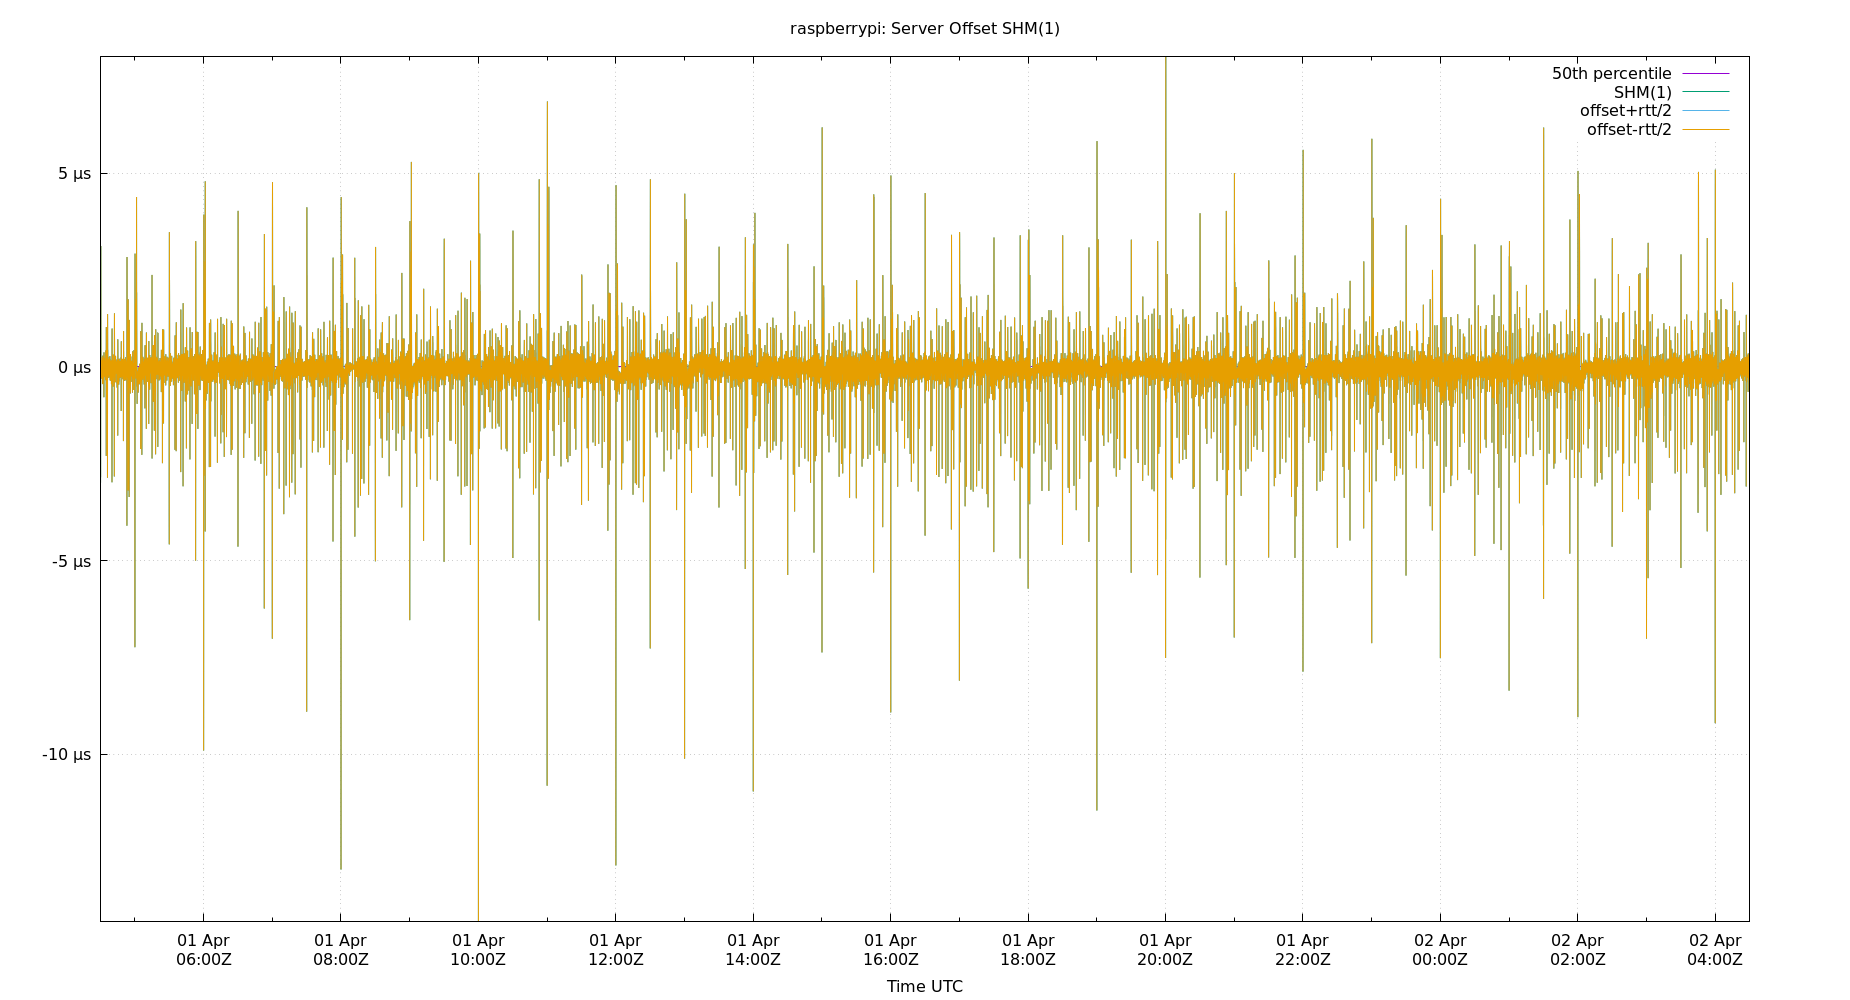 raspberrypi: Server Offset SHM(1)
50th percentile
SHM(1)
offset+rtt/2
offset-rtt/2
5 µs
0 µs
-5 µs
-10 µs
01 Apr 01 Apr 01 Apr 01 Apr 01 Apr 01 Apr 01 Apr 01 Apr 01 Apr 02 Apr 02 Apr 02 Apr
06:00Z 08:00Z 10:00Z 12:00Z 14:00Z 16:00Z 18:00Z 20:00Z 22:00Z 00:00Z 02:00Z 04:00Z
Time UTC